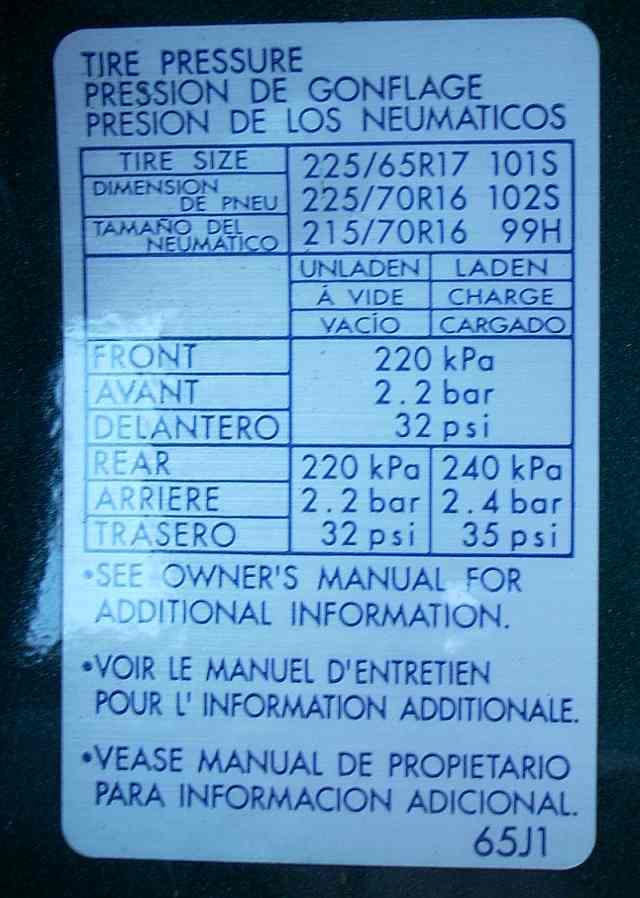 TIRE PRESSURE
PRESSION DE GONFLAGE
PRESION DE LOS NEUMATICOS
TIRE SIZE
DIMENSION
DE PNEU
TAMAÑO DEL
NEUMÁTICO
225/65R17 101S
225/70R16 102S
215/70R16 99H
UNLADEN LADEN
Á VIDE CHARGE
VACÍO CARGADO
FRONT
AVANT
DELANTERO
220 kPa
2.2 bar
32 psi
REAR 220 kPa 240 kPa
ARRIERE 2.2 bar 2.4 bar
TRASERO 32 psi 35 psi
•SEE OWNER'S MANUAL FOR
ADDITIONAL INFORMATION.
•VOIR LE MANUEL D'ENTRETIEN
POUR L' INFORMATION ADDITIONALE.
•VEASE MANUAL DE PROPIETARIO
PARA INFORMACION ADICIONAL.
65J1